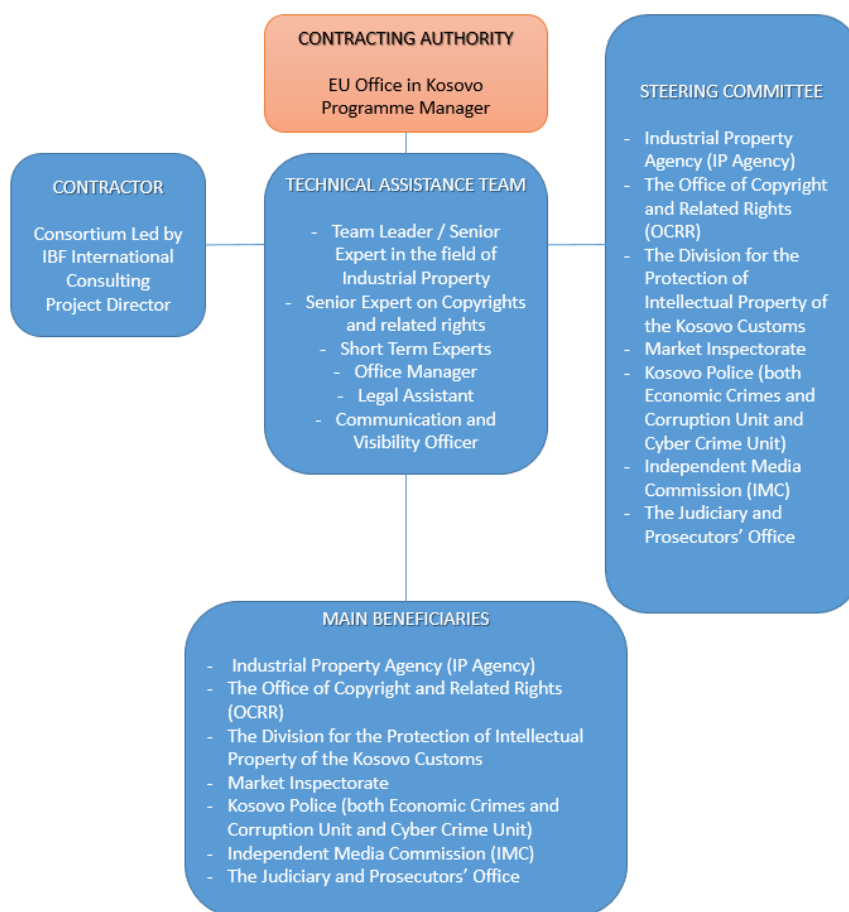 CONTRACTING AUTHORITY
EU Office in Kosovo
Programme Manager
CONTRACTOR
Consortium Led by
IBF International
Consulting
Project Director
TECHNICAL ASSISTANCE TEAM
- Team Leader / Senior
Expert in the field of
Industrial Property
- Senior Expert on Copyrights
and related rights
- Short Term Experts
- Office Manager
- Legal Assistant
- Communication and
Visibility Officer
STEERING COMMITTEE
- Industrial Property
Agency (IP Agency)
- The Office of Copyright
and Related Rights
(OCRR)
- The Division for the
Protection of
Intellectual Property of
the Kosovo Customs
- Market Inspectorate
- Kosovo Police (both
Economic Crimes and
Corruption Unit and
Cyber Crime Unit)
- Independent Media
Commission (IMC)
- The Judiciary and
Prosecutors’ Office
MAIN BENEFICIARIES
- Industrial Property Agency (IP Agency)
- The Office of Copyright and Related Rights
(OCRR)
- The Division for the Protection of Intellectual
Property of the Kosovo Customs
- Market Inspectorate
- Kosovo Police (both Economic Crimes and
Corruption Unit and Cyber Crime Unit)
- Independent Media Commission (IMC)
- The Judiciary and Prosecutors’ Office